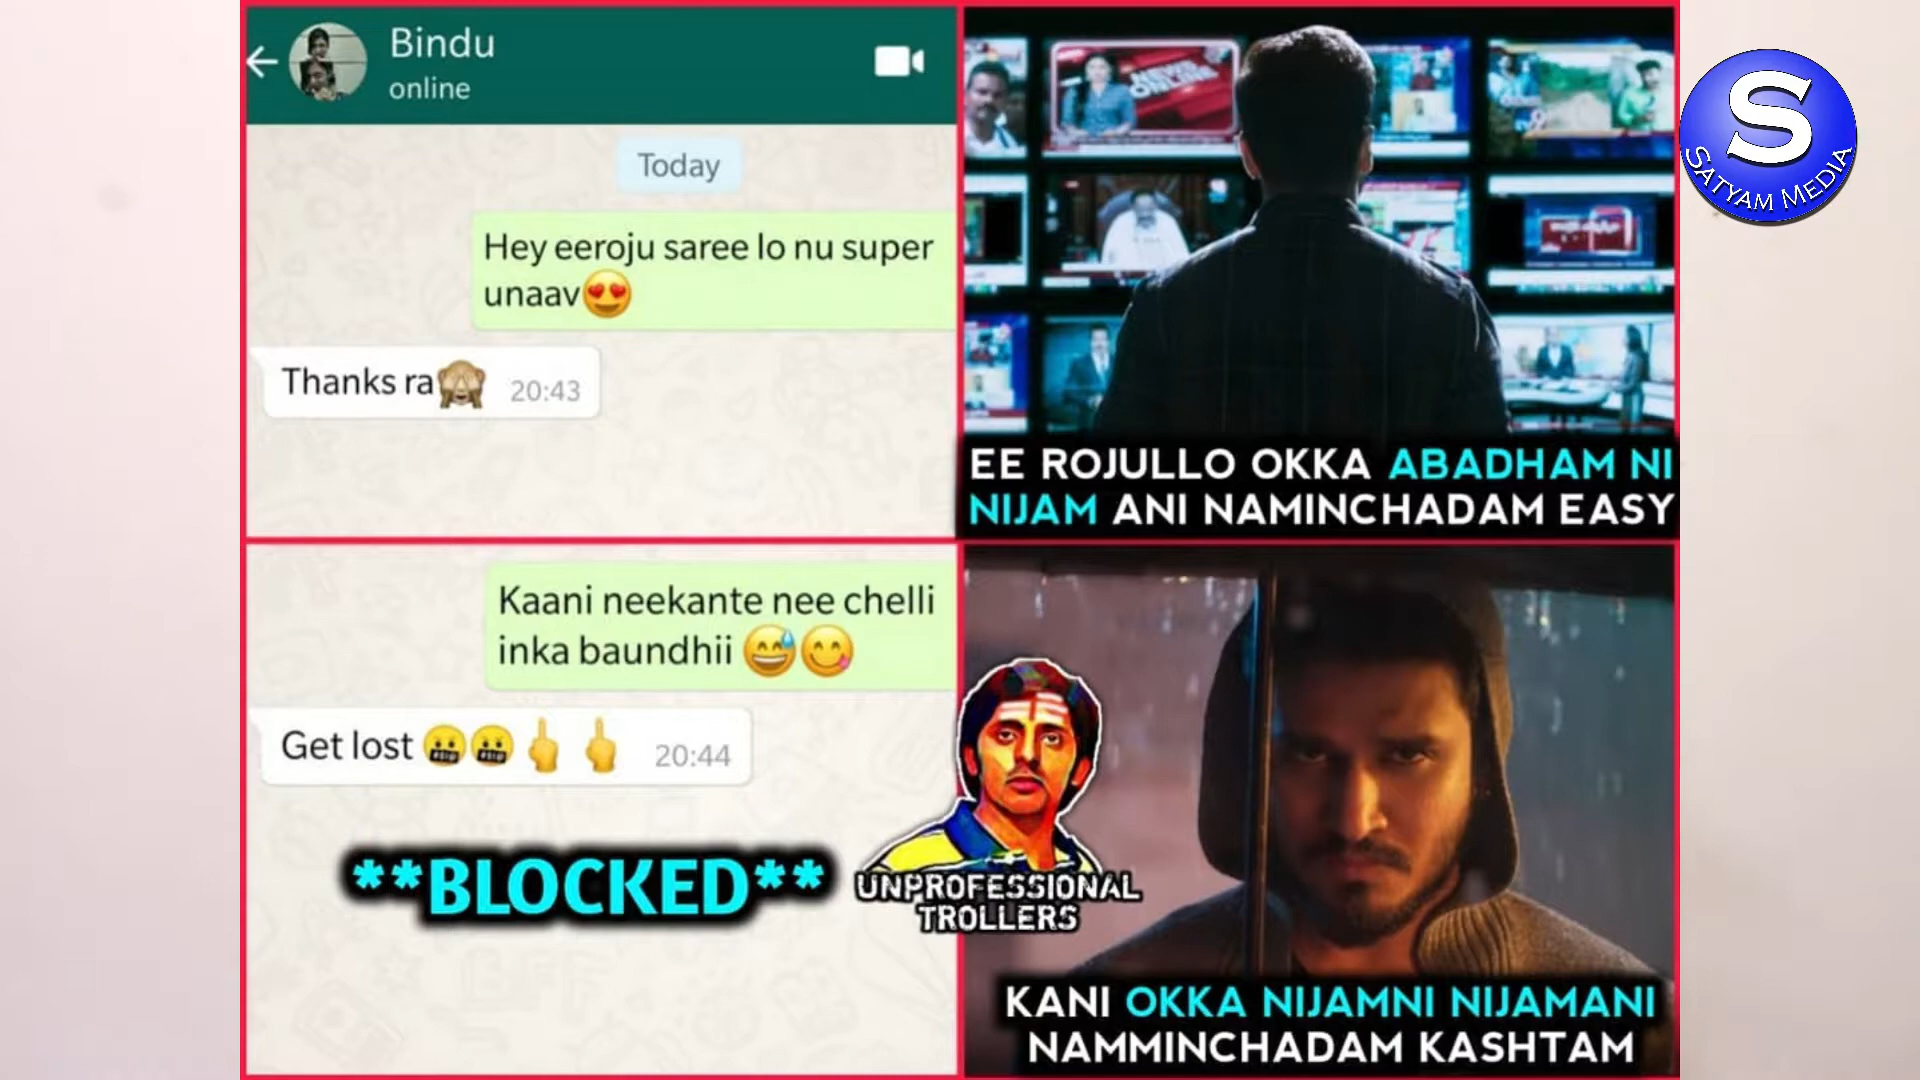 Bindu
online
Today
Hey eeroju saree lo nu super
unaav😍
Thanks ra🙈 20:43
EE ROJULLO OKKA ABADHAM NI
NIJAM ANI NAMINCHADAM EASY
Kaani neekante nee chelli
inka baundhii 😅😋
Get lost 🤬🤬🖕🖕 20:44
**BLOCKED**
UNPROFESSIONAL
TROLLERS
KANI OKKA NIJAMNI NIJAMANI
NAMMINCHADAM KASHTAM
S
SATYAM MEDIA